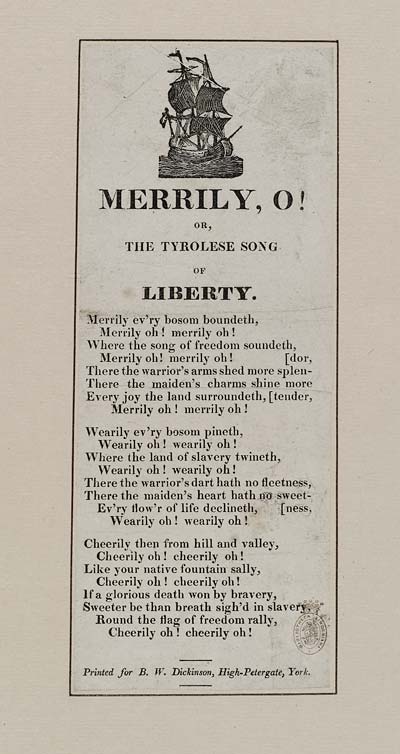 MERRILY, O!
OR,
THE TYROLESE SONG
OF
LIBERTY.
Merrily ev'ry bosom boundeth,
Merrily oh! merrily oh!
Where the song of freedom soundeth,
Merrily oh! merrily oh! [dor,
There the warrior's arms shed more splen-
There the maiden's charms shine more
Every joy the land surroundeth, [tender,
Merrily oh! merrily oh!
Wearily ev'ry bosom pineth,
Wearily oh! wearily oh!
Where the land of slavery twineth,
Wearily oh! wearily oh!
There the warrior's dart hath no fleetness,
There the maiden's heart hath no sweet-
Ev'ry flow'r of life declineth, [ness,
Wearily oh! wearily oh!
Cheerily then from hill and valley,
Cheerily oh! cheerily oh!
Like your native fountain sally,
Cheerily oh! cheerily oh!
If a glorious death won by bravery,
Sweeter be than breath sigh'd in slavery,
Round the flag of freedom rally,
Cheerily oh! cheerily oh!
Printed for B. W. Dickinson, High-Petergate, York.